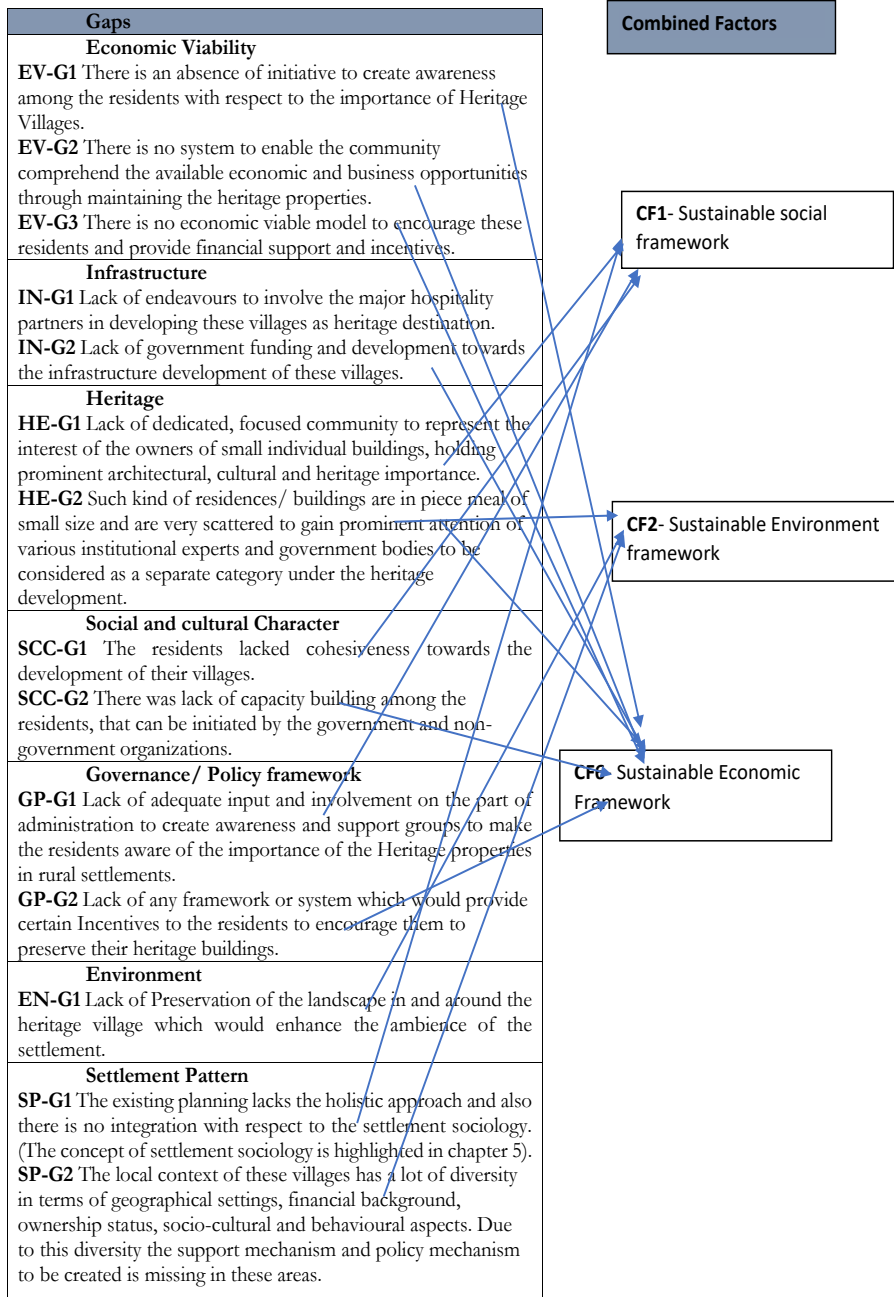 Gaps
Economic Viability
EV-G1 There is an absence of initiative to create awareness
among the residents with respect to the importance of Heritage
Villages.
EV-G2 There is no system to enable the community
comprehend the available economic and business opportunities
through maintaining the heritage properties.
EV-G3 There is no economic viable model to encourage these
residents and provide financial support and incentives.
Infrastructure
IN-G1 Lack of endeavours to involve the major hospitality
partners in developing these villages as heritage destination.
IN-G2 Lack of government funding and development towards
the infrastructure development of these villages.
Heritage
HE-G1 Lack of dedicated, focused community to represent the
interest of the owners of small individual buildings, holding
prominent architectural, cultural and heritage importance.
HE-G2 Such kind of residences/ buildings are in piece meal of
small size and are very scattered to gain prominent attention of
various institutional experts and government bodies to be
considered as a separate category under the heritage
development.
Social and cultural Character
SCC-G1 The residents lacked cohesiveness towards the
development of their villages.
SCC-G2 There was lack of capacity building among the
residents, that can be initiated by the government and non-
government organizations.
Governance/ Policy framework
GP-G1 Lack of adequate input and involvement on the part of
administration to create awareness and support groups to make
the residents aware of the importance of the Heritage properties
in rural settlements.
GP-G2 Lack of any framework or system which would provide
certain Incentives to the residents to encourage them to
preserve their heritage buildings.
Environment
EN-G1 Lack of Preservation of the landscape in and around the
heritage village which would enhance the ambience of the
settlement.
Settlement Pattern
SP-G1 The existing planning lacks the holistic approach and also
there is no integration with respect to the settlement sociology.
(The concept of settlement sociology is highlighted in chapter 5).
SP-G2 The local context of these villages has a lot of diversity
in terms of geographical settings, financial background,
ownership status, socio-cultural and behavioural aspects. Due
to this diversity the support mechanism and policy mechanism
to be created is missing in these areas.
Combined Factors
CF1- Sustainable social
framework
CF2- Sustainable Environment
framework
Sustainable Economic
Framework